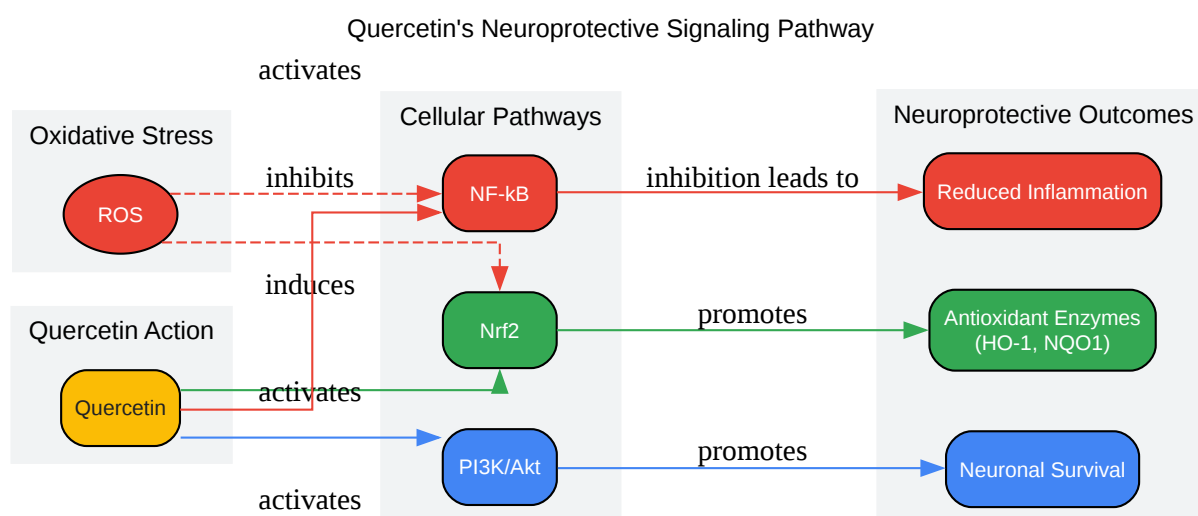 Quercetin's Neuroprotective Signaling Pathway
activates
Oxidative Stress
Cellular Pathways
Neuroprotective Outcomes
ROS
inhibits
NF-kB
inhibition leads to
Reduced Inflammation
induces
Quercetin Action
Nrf2
promotes
Antioxidant Enzymes
(HO-1, NQO1)
Quercetin
activates
PI3K/Akt
promotes
Neuronal Survival
activates